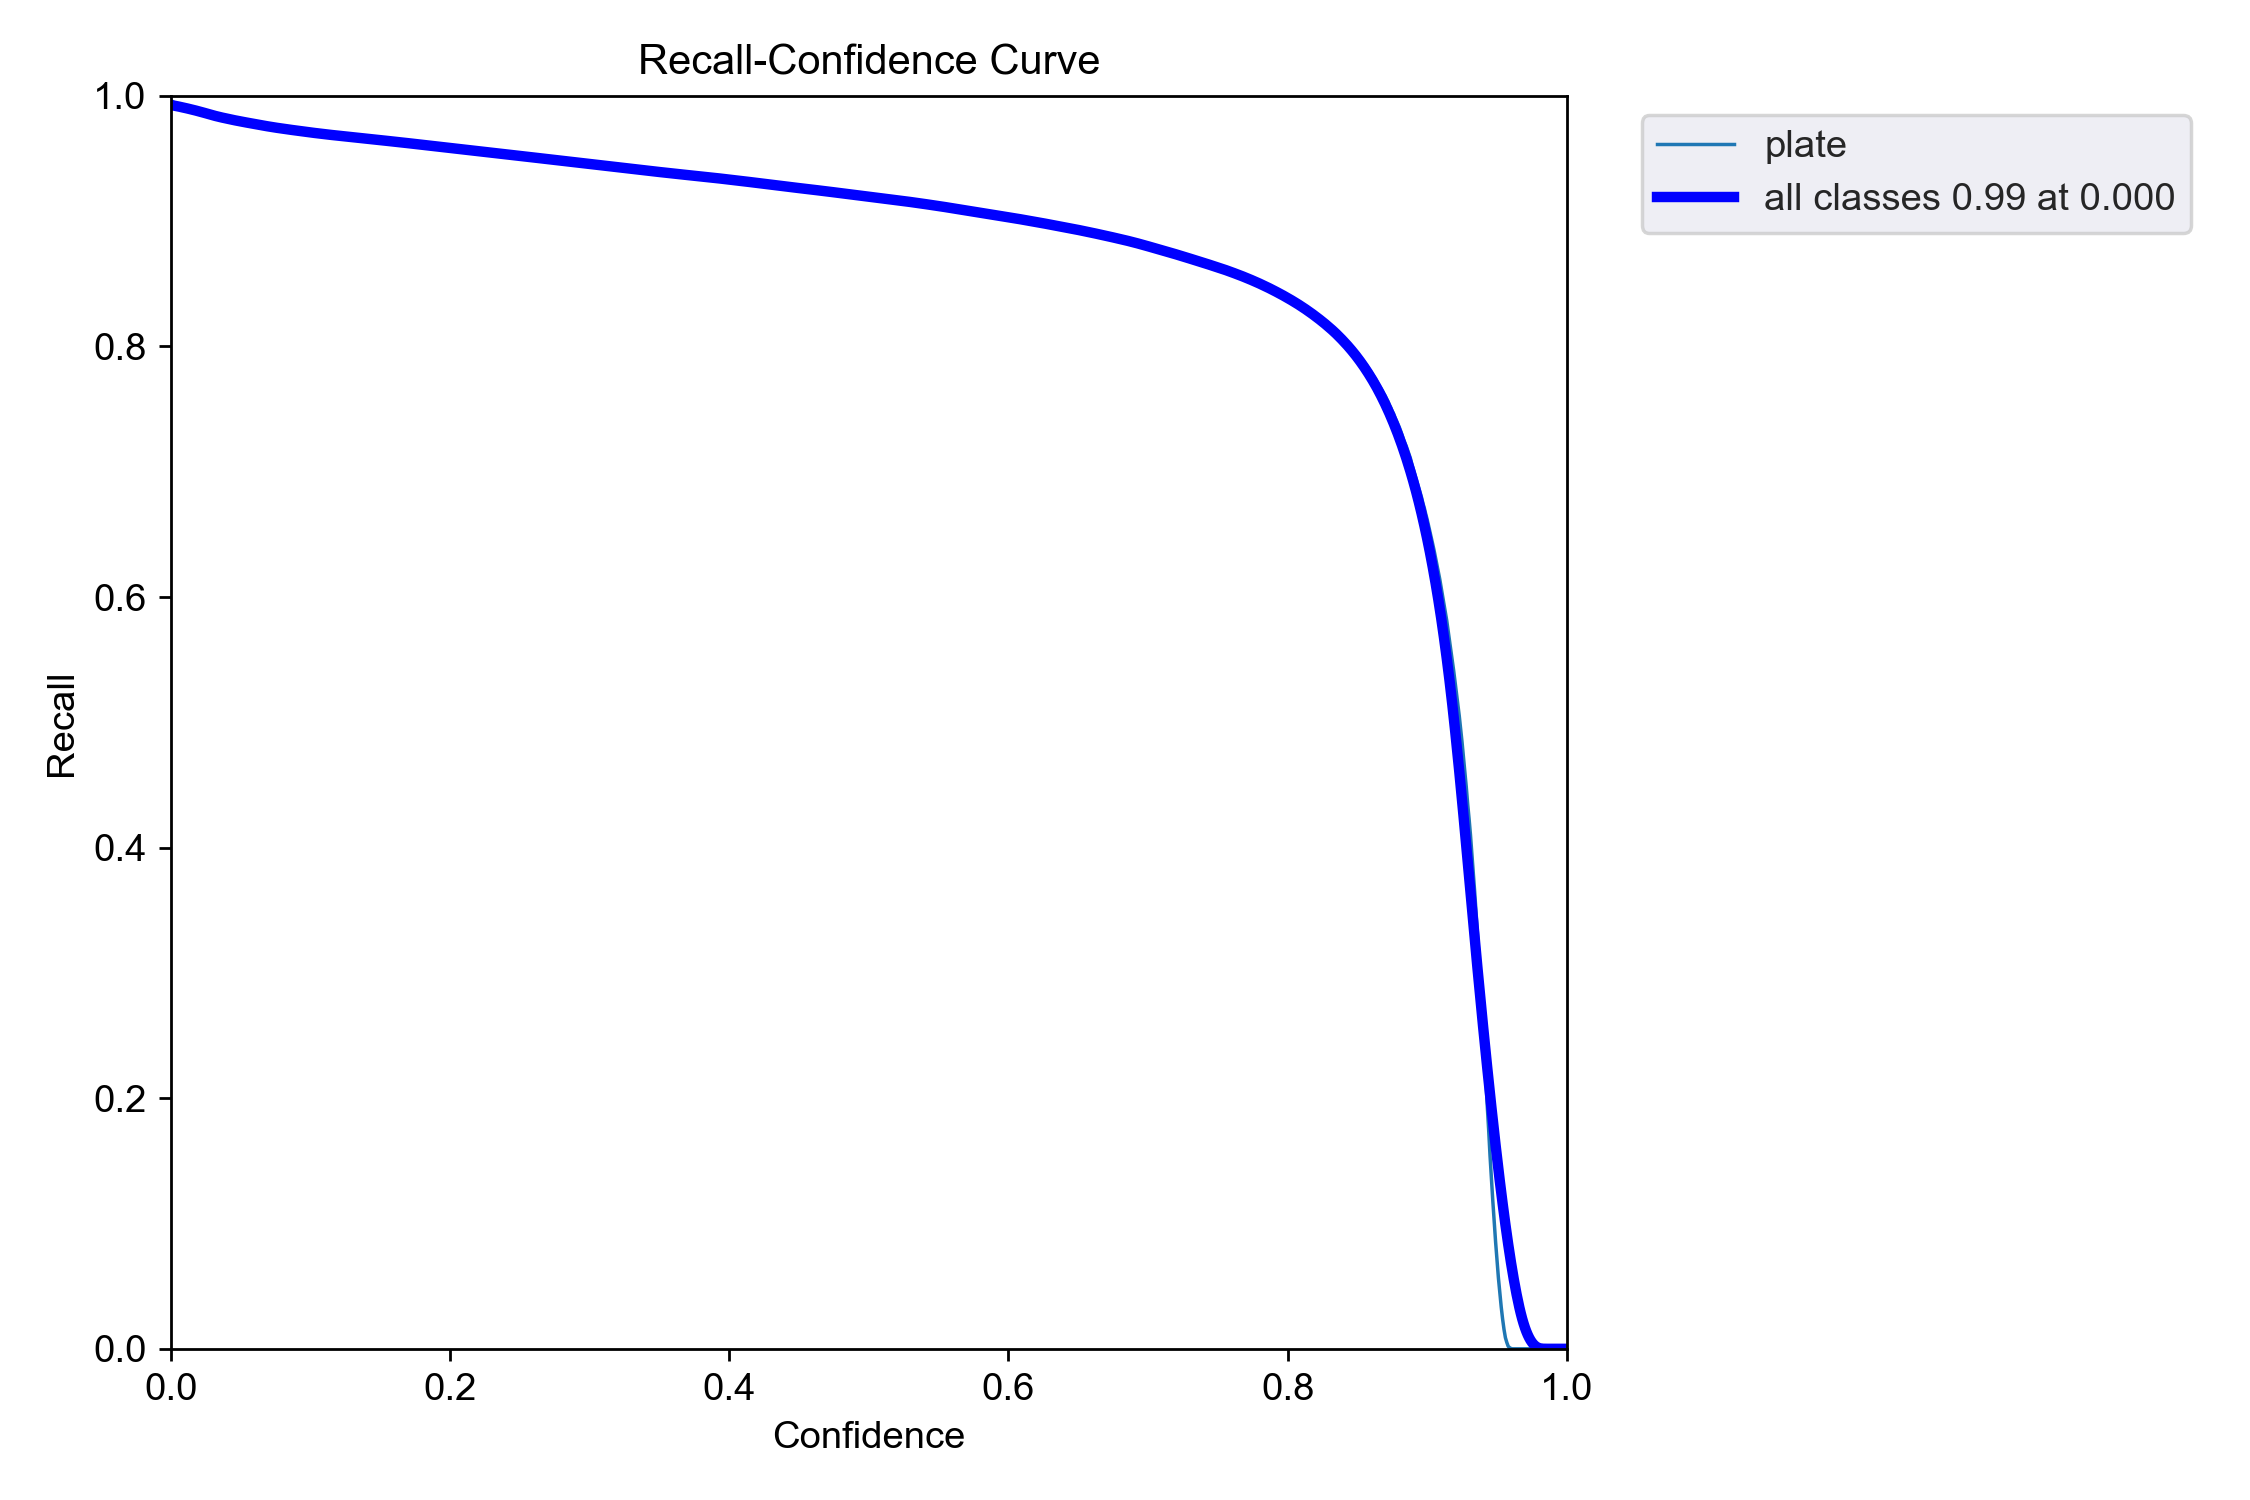 Recall-Confidence Curve
1.0
0.8
0.6
0.4
0.2
0.0
Recall
0.0 0.2 0.4 0.6 0.8 1.0
Confidence
plate
all classes 0.99 at 0.000